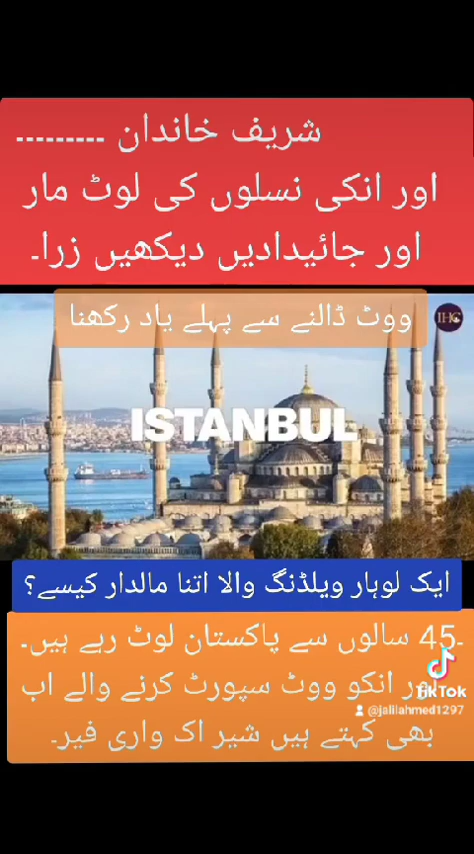 شریف خاندان ---------
اور انکی نسلوں کی لوٹ مار
اور جائیدادیں دیکھیں زرا۔
ووٹ ڈالنے سے پہلے یاد رکھنا
IHC
ISTANBUL
ایک لوہار ویلڈنگ والا اتنا مالدار کیسے؟
45 سالوں سے پاکستان لوٹ رہے ہیں۔
اور انکو ووٹ سپورٹ کرنے والے اب
بھی کہتے ہیں شیر اک واری فیر۔
TikTok
@jalilahmed1297